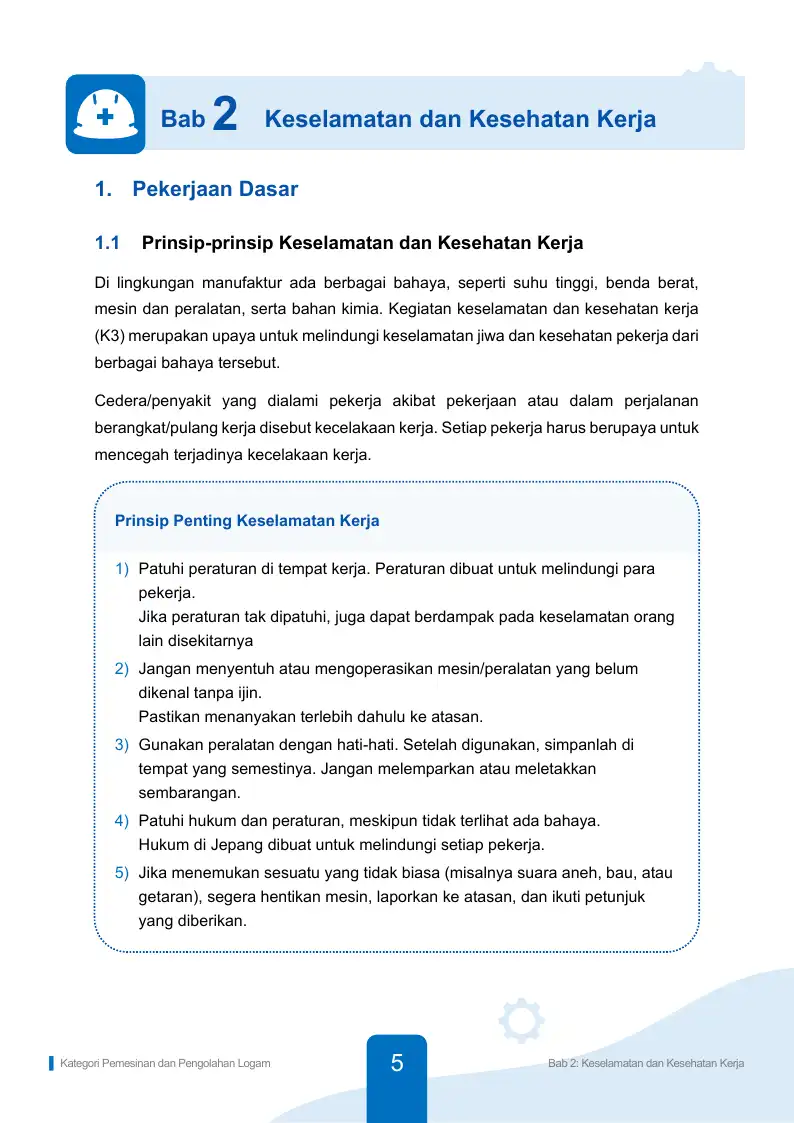 Bab 2 Keselamatan dan Kesehatan Kerja
1. Pekerjaan Dasar
1.1 Prinsip-prinsip Keselamatan dan Kesehatan Kerja
Di lingkungan manufaktur ada berbagai bahaya, seperti suhu tinggi, benda berat,
mesin dan peralatan, serta bahan kimia. Kegiatan keselamatan dan kesehatan kerja
(K3) merupakan upaya untuk melindungi keselamatan jiwa dan kesehatan pekerja dari
berbagai bahaya tersebut.
Cedera/penyakit yang dialami pekerja akibat pekerjaan atau dalam perjalanan
berangkat/pulang kerja disebut kecelakaan kerja. Setiap pekerja harus berupaya untuk
mencegah terjadinya kecelakaan kerja.
Prinsip Penting Keselamatan Kerja
1) Patuhi peraturan di tempat kerja. Peraturan dibuat untuk melindungi para
pekerja.
Jika peraturan tak dipatuhi, juga dapat berdampak pada keselamatan orang
lain disekitarnya
2) Jangan menyentuh atau mengoperasikan mesin/peralatan yang belum
dikenal tanpa ijin.
Pastikan menanyakan terlebih dahulu ke atasan.
3) Gunakan peralatan dengan hati-hati. Setelah digunakan, simpanlah di
tempat yang semestinya. Jangan melemparkan atau meletakkan
sembarangan.
4) Patuhi hukum dan peraturan, meskipun tidak terlihat ada bahaya.
Hukum di Jepang dibuat untuk melindungi setiap pekerja.
5) Jika menemukan sesuatu yang tidak biasa (misalnya suara aneh, bau, atau
getaran), segera hentikan mesin, laporkan ke atasan, dan ikuti petunjuk
yang diberikan.
Kategori Pemesinan dan Pengolahan Logam
5
Bab 2: Keselamatan dan Kesehatan Kerja